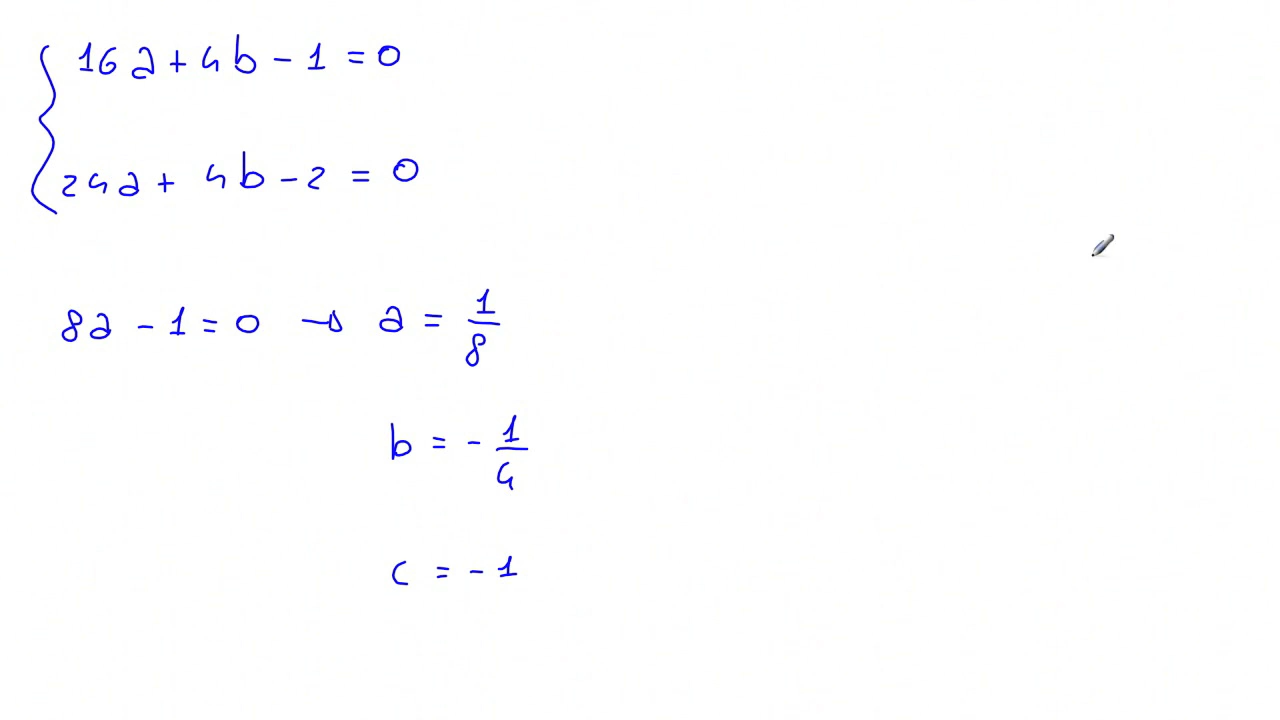 16a + 4b - 1 = 0
24a + 4b - 2 = 0
8a - 1 = 0 → a = 1/8
b = - 1/4
c = - 1